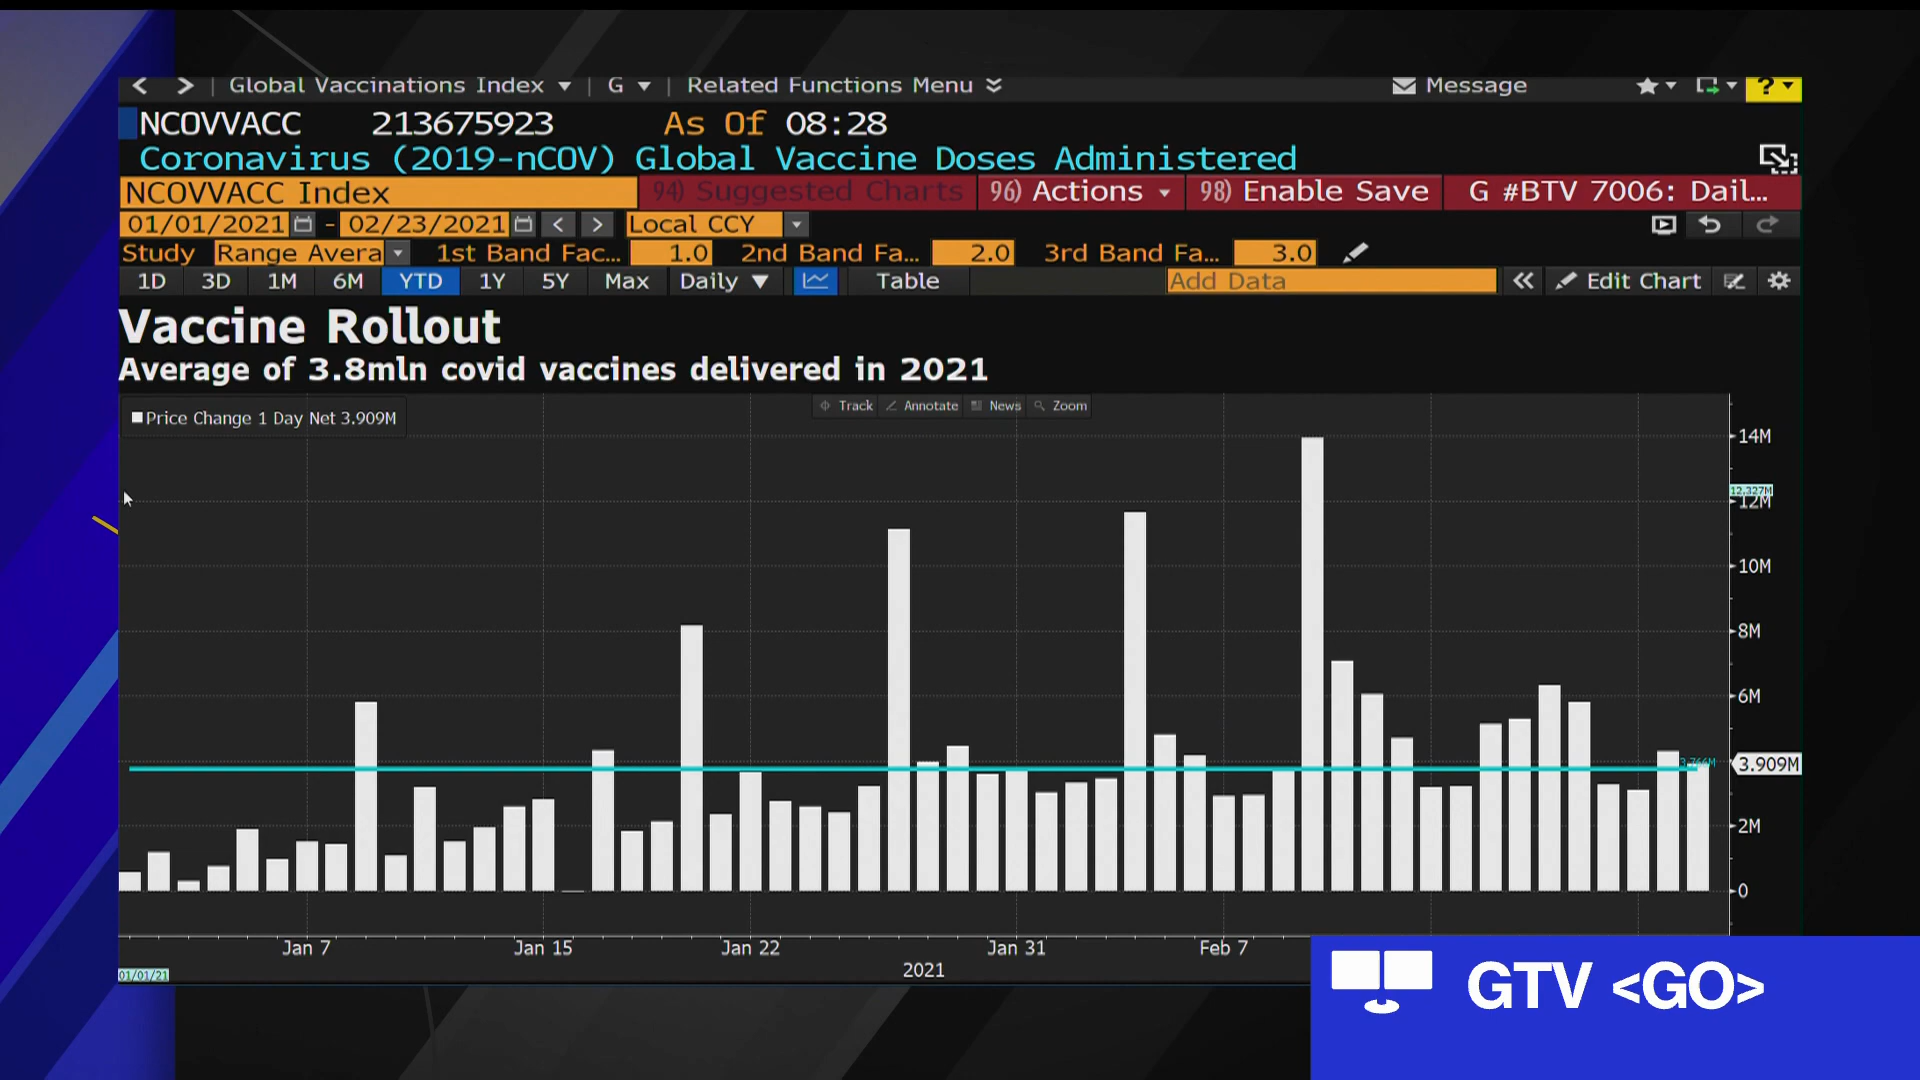 Global Vaccinations Index G Related Functions Menu Message ?
NCOVVACC 213675923 As Of 08:28
Coronavirus (2019-nCOV) Global Vaccine Doses Administered
NCOVVACC Index 94) Suggested Charts 96) Actions 98) Enable Save G #BTV 7006: Dail...
01/01/2021 - 02/23/2021 < > Local CCY
Study Range Avera 1st Band Fac... 1.0 2nd Band Fa... 2.0 3rd Band Fa... 3.0
1D 3D 1M 6M YTD 1Y 5Y Max Daily Table Add Data « Edit Chart
Vaccine Rollout
Average of 3.8mln covid vaccines delivered in 2021
Price Change 1 Day Net 3.909M
Track Annotate News Zoom
14M
12.327M
12M
10M
8M
6M
3.766M
3.909M
2M
0
Jan 7 Jan 15 Jan 22 Jan 31 Feb 7
01/01/21
2021
GTV <GO>